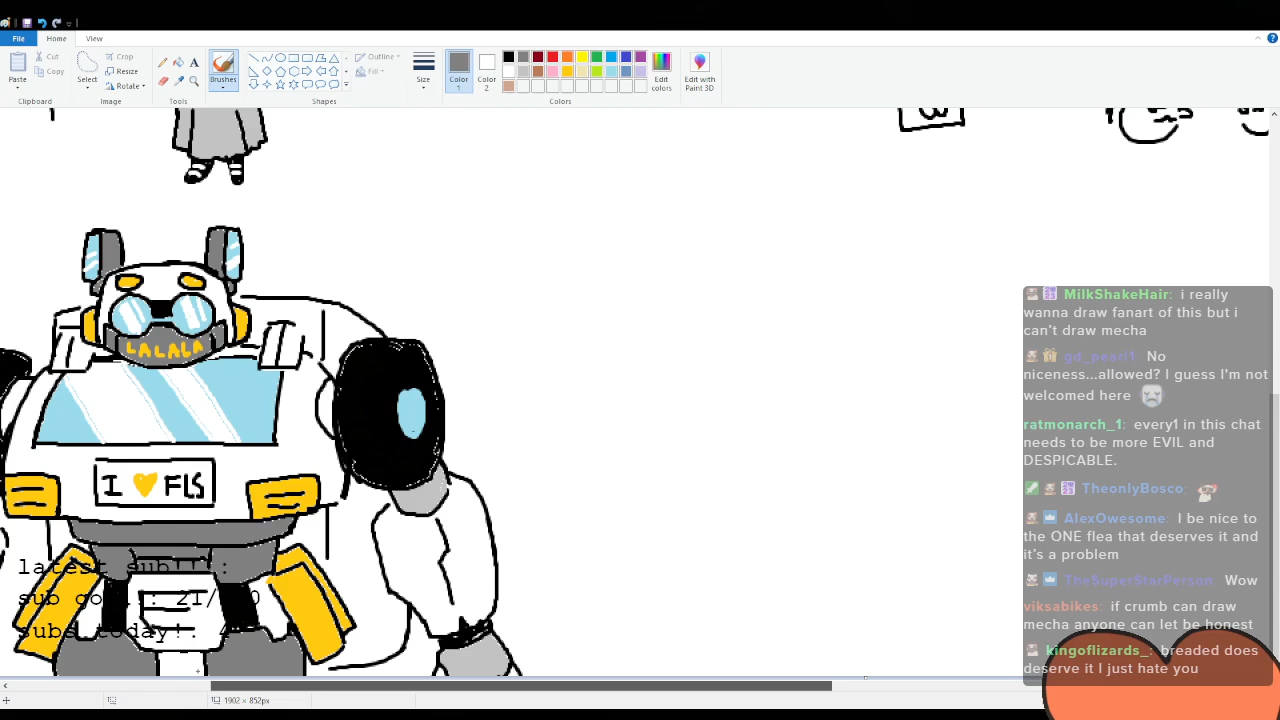 File Home View
Paste Cut Copy Select Crop Resize Rotate A Brushes Outline Fill Size Color 1 Color 2 Edit colors Edit with Paint 3D
Clipboard Image Tools Shapes Colors
W
LALALA
I FLS
latest sub!!:
subs today!: 4
MilkShakeHair: i really
wanna draw fanart of this but i
can't draw mecha
gd_pearl1 No
niceness...allowed? I guess I'm not
welcomed here
ratmonarch_1: every1 in this chat
needs to be more EVIL and
DESPICABLE.
TheonlyBosco:
AlexOwesome: I be nice to
the ONE flea that deserves it and
it's a problem
TheSuperStarPerson Wow
viksabikes: if crumb can draw
mecha anyone can let be honest
kingoflizards_: breaded does
deserve it I just hate you
1902 × 852px